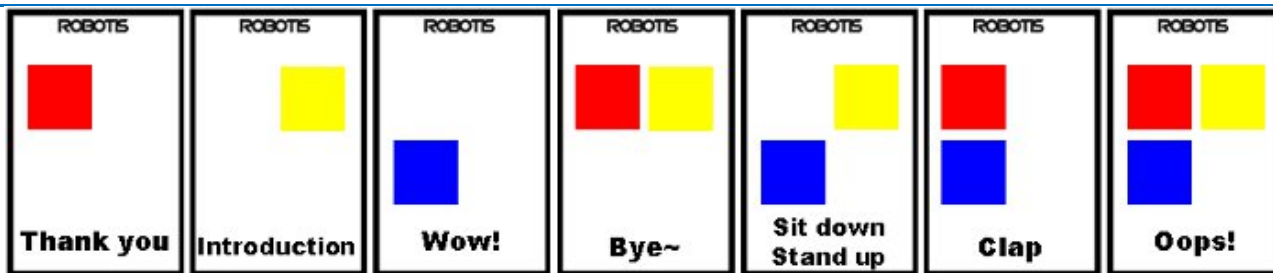 ROBOTIS
Thank you
ROBOTIS
Introduction
ROBOTIS
Wow!
ROBOTIS
Bye~
ROBOTIS
Sit down
Stand up
ROBOTIS
Clap
ROBOTIS
Oops!